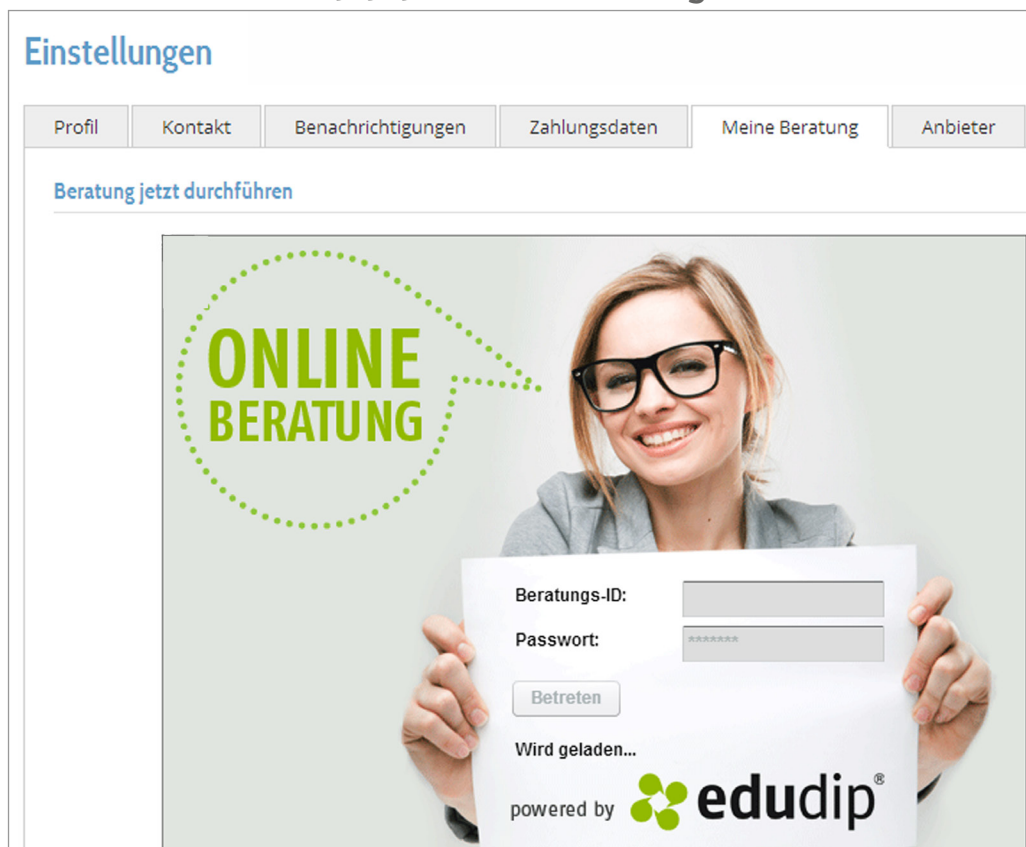 Einstellungen
Profil
Kontakt
Benachrichtigungen
Zahlungsdaten
Meine Beratung
Anbieter
Beratung jetzt durchführen
ONLINE
BERATUNG
Beratungs-ID:
Passwort: *******
Betreten
Wird geladen...
powered by edudip®